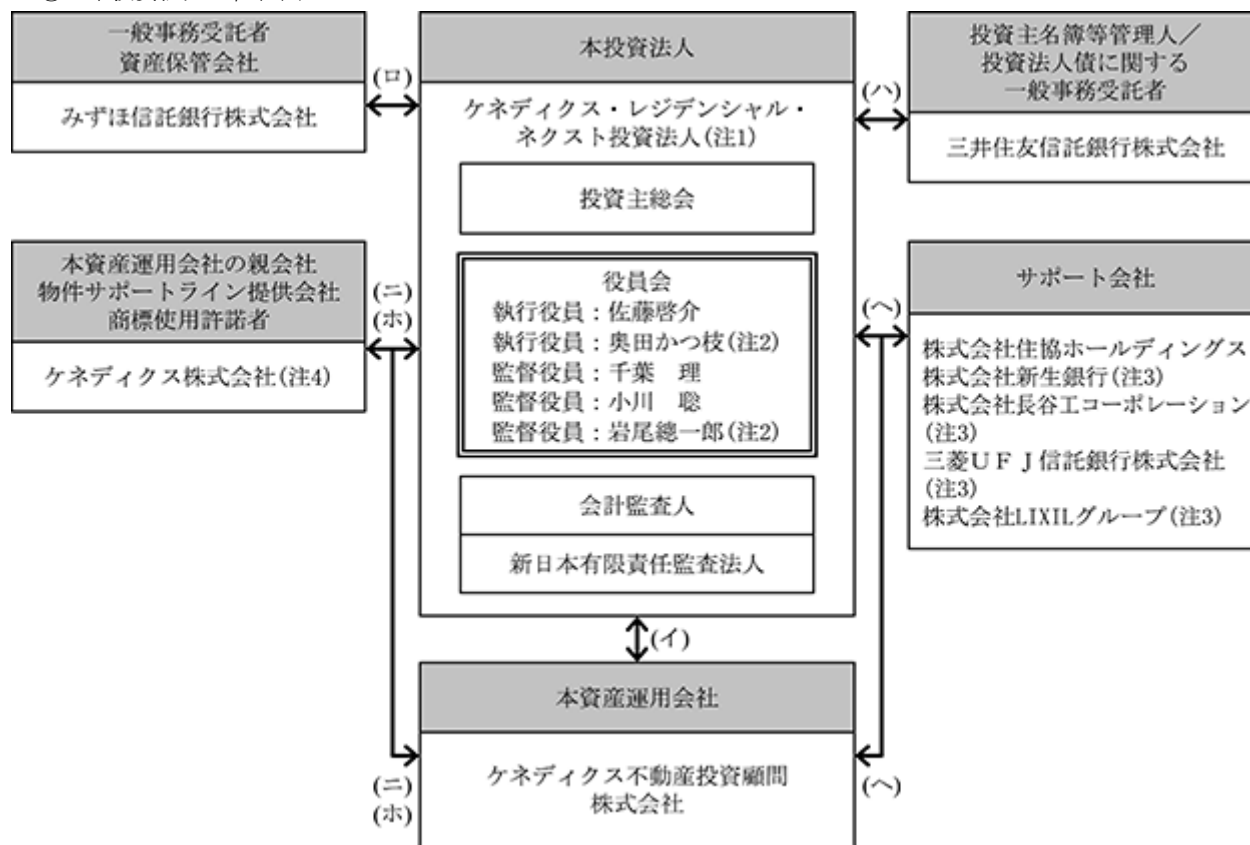 一般事務受託者
資産保管会社
みずほ信託銀行株式会社
(ロ)
本投資法人
ケネディクス・レジデンシャル・
ネクスト投資法人(注1)
投資主総会
役員会
執行役員：佐藤啓介
執行役員：奥田かつ枝(注2)
監督役員：千葉　理
監督役員：小川　聡
監督役員：岩尾總一郎(注2)
会計監査人
新日本有限責任監査法人
(ハ)
投資主名簿等管理人／
投資法人債に関する
一般事務受託者
三井住友信託銀行株式会社
本資産運用会社の親会社
物件サポートライン提供会社
商標使用許諾者
ケネディクス株式会社(注4)
(ニ)
(ホ)
(ヘ)
サポート会社
株式会社住協ホールディングス
株式会社新生銀行(注3)
株式会社長谷工コーポレーション
(注3)
三菱ＵＦＪ信託銀行株式会社
(注3)
株式会社LIXILグループ(注3)
(イ)
本資産運用会社
ケネディクス不動産投資顧問
株式会社
(ニ)
(ホ)
(ヘ)